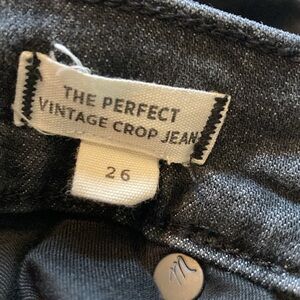 THE PERFECT
VINTAGE CROP JEAN
26
m